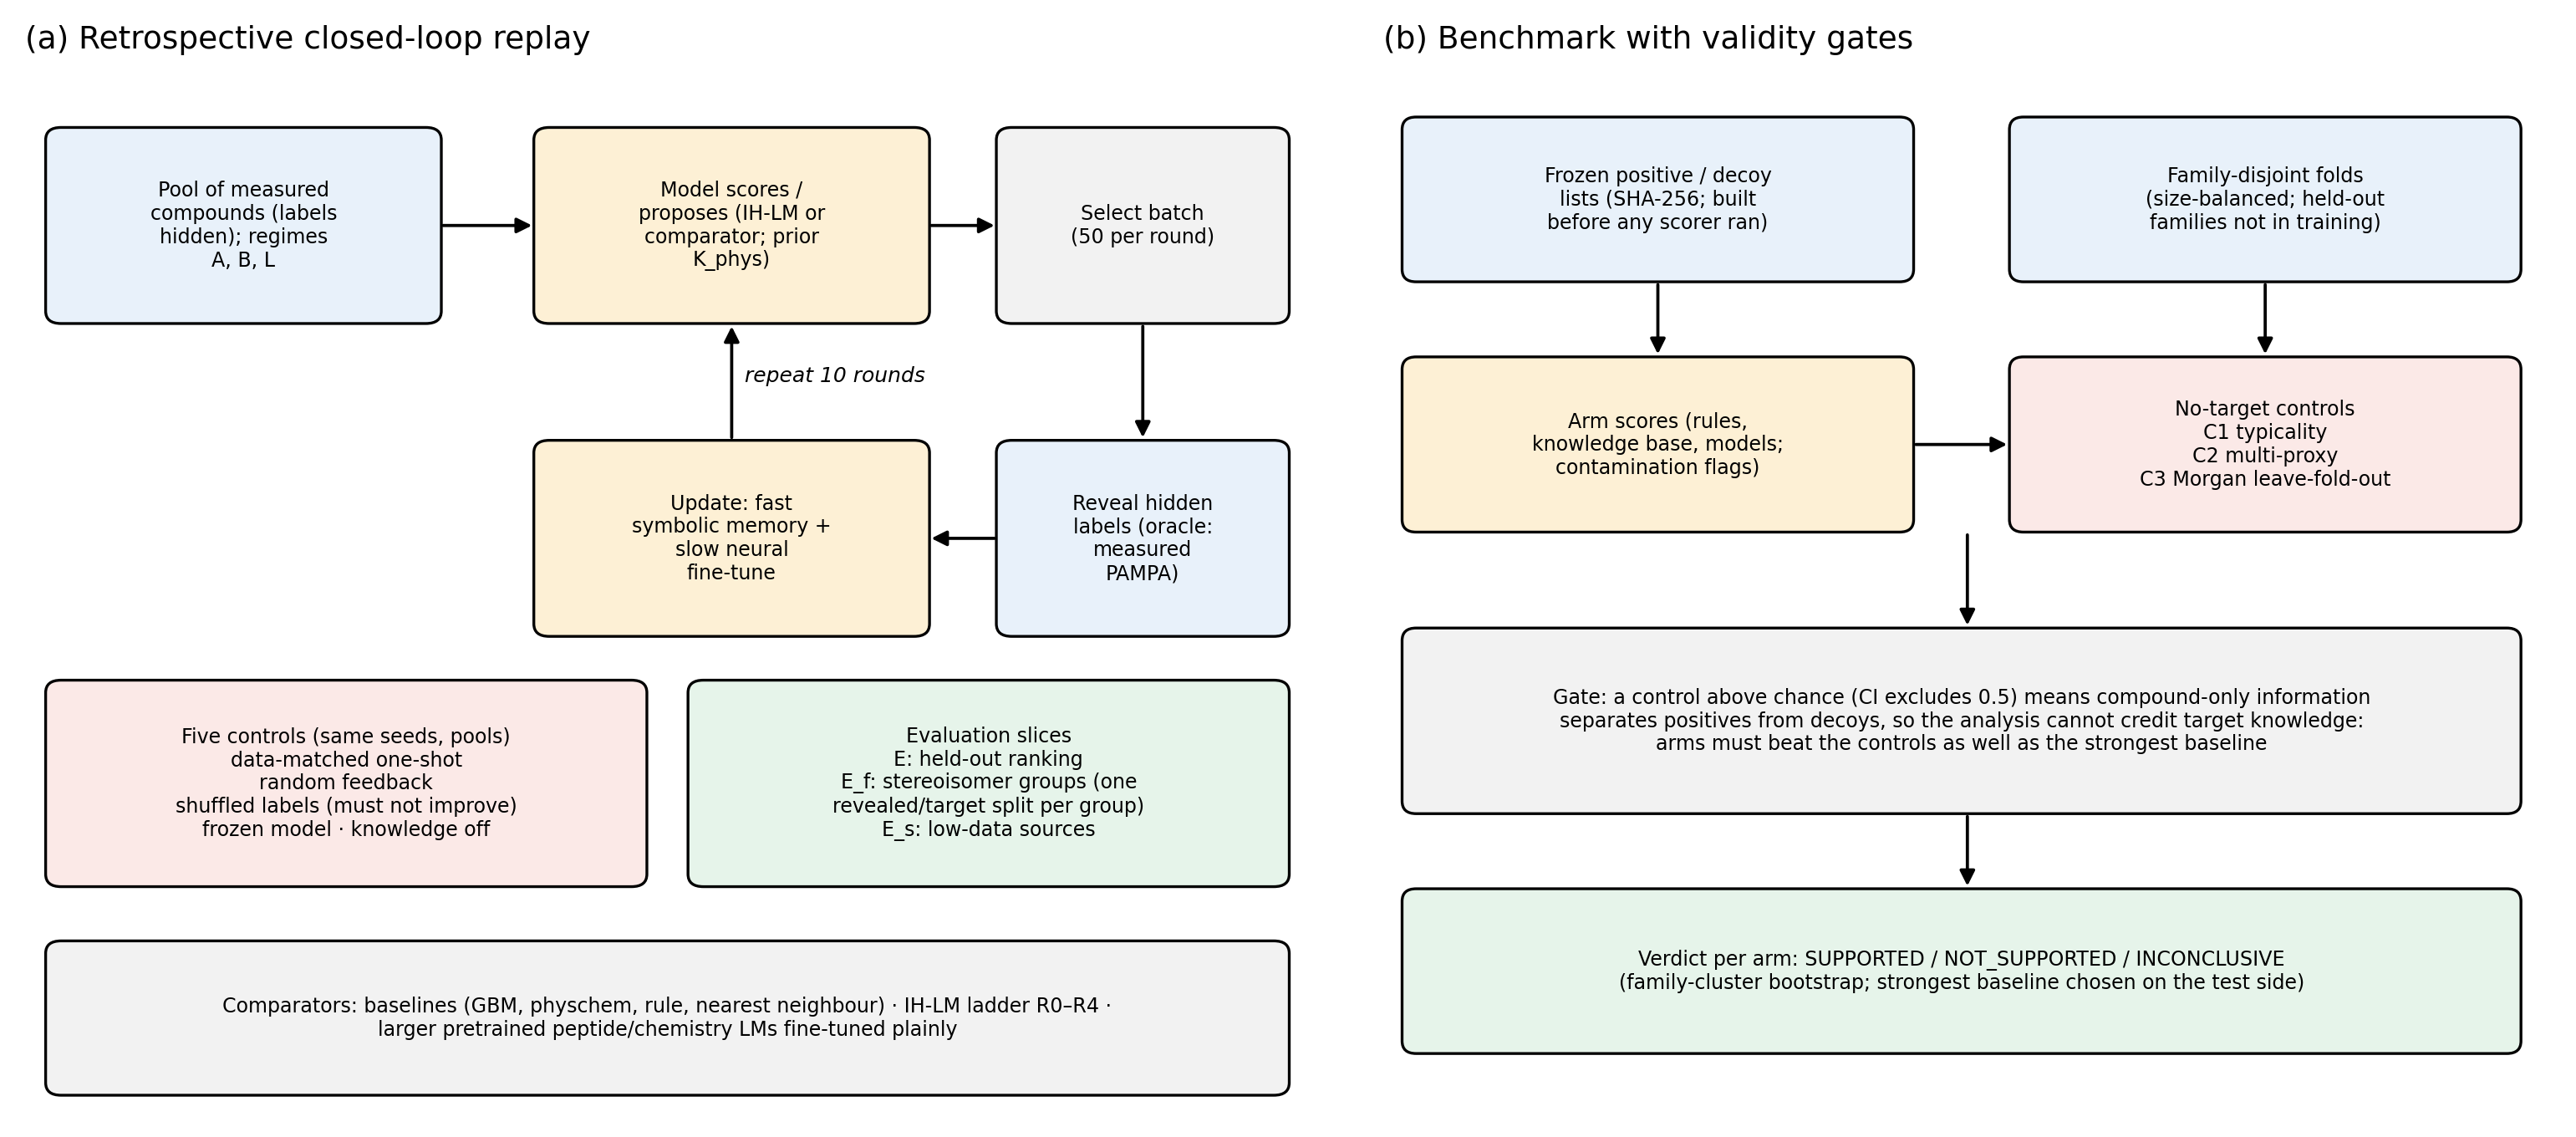 (a) Retrospective closed-loop replay
Pool of measured
compounds (labels
hidden); regimes
A, B, L
Model scores /
proposes (IH-LM or
comparator; prior
K_phys)
Select batch
(50 per round)
repeat 10 rounds
Update: fast
symbolic memory +
slow neural
fine-tune
Reveal hidden
labels (oracle:
measured
PAMPA)
Five controls (same seeds, pools)
data-matched one-shot
random feedback
shuffled labels (must not improve)
frozen model · knowledge off
Evaluation slices
E: held-out ranking
E_f: stereoisomer groups (one
revealed/target split per group)
E_s: low-data sources
Comparators: baselines (GBM, physchem, rule, nearest neighbour) · IH-LM ladder R0–R4 ·
larger pretrained peptide/chemistry LMs fine-tuned plainly
(b) Benchmark with validity gates
Frozen positive / decoy
lists (SHA-256; built
before any scorer ran)
Family-disjoint folds
(size-balanced; held-out
families not in training)
Arm scores (rules,
knowledge base, models;
contamination flags)
No-target controls
C1 typicality
C2 multi-proxy
C3 Morgan leave-fold-out
Gate: a control above chance (CI excludes 0.5) means compound-only information
separates positives from decoys, so the analysis cannot credit target knowledge:
arms must beat the controls as well as the strongest baseline
Verdict per arm: SUPPORTED / NOT_SUPPORTED / INCONCLUSIVE
(family-cluster bootstrap; strongest baseline chosen on the test side)